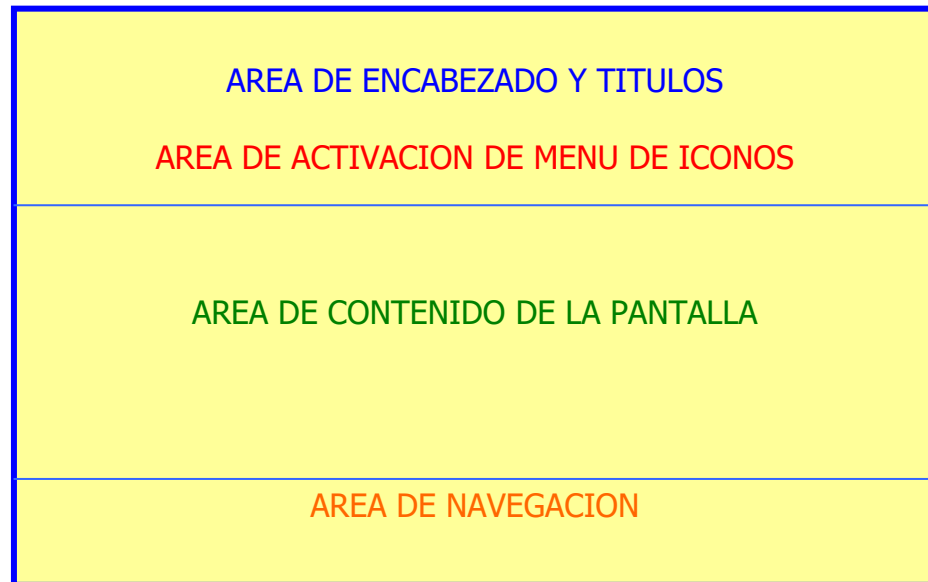 AREA DE ENCABEZADO Y TITULOS
AREA DE ACTIVACION DE MENU DE ICONOS
AREA DE CONTENIDO DE LA PANTALLA
AREA DE NAVEGACION